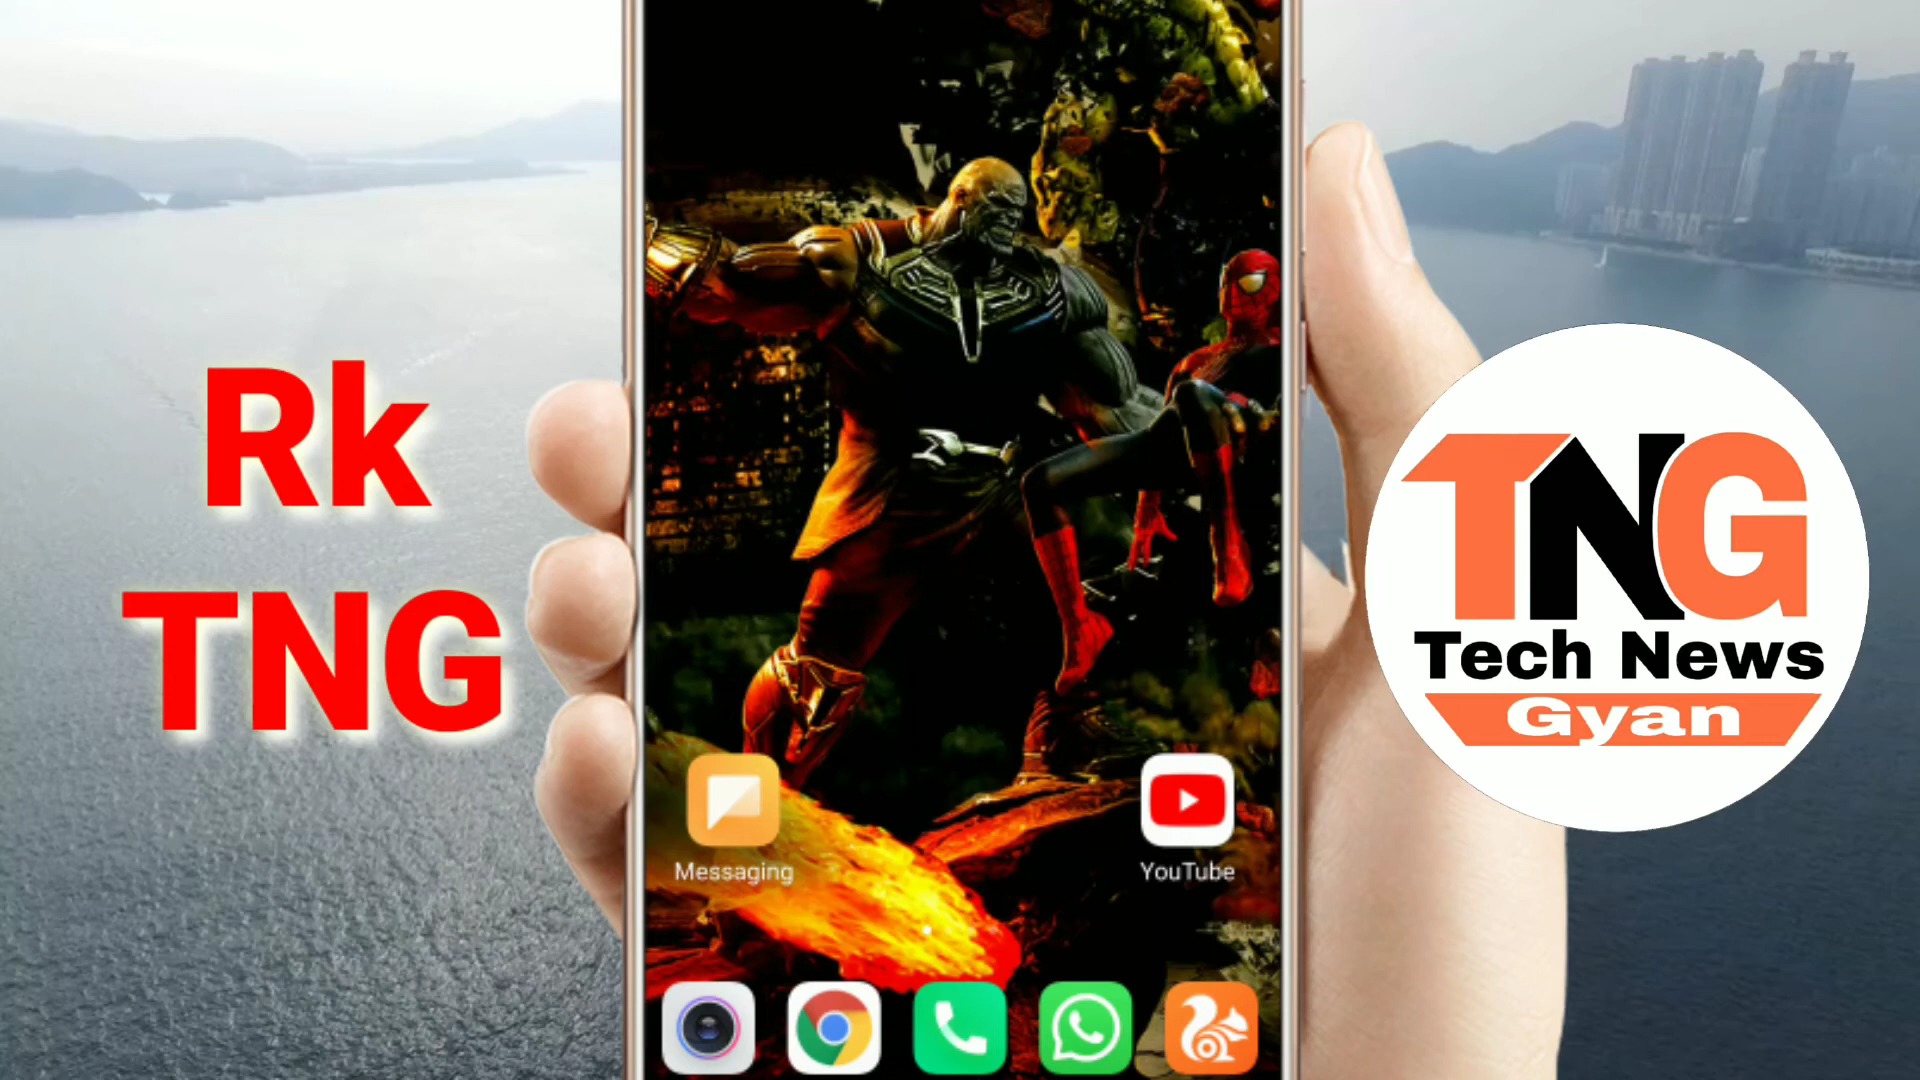 Rk
TNG
Messaging
YouTube
TNG
Tech News
Gyan